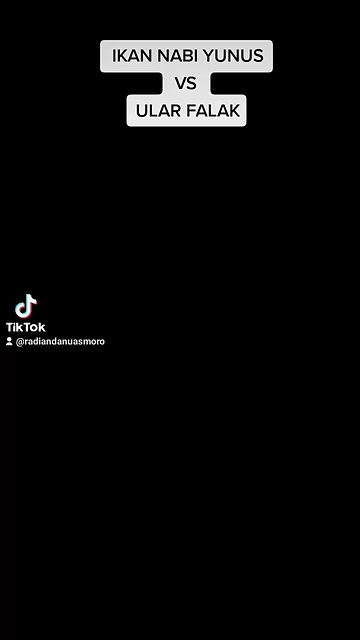 IKAN NABI YUNUS
VS
ULAR FALAK
TikTok
@radiandanuasmoro